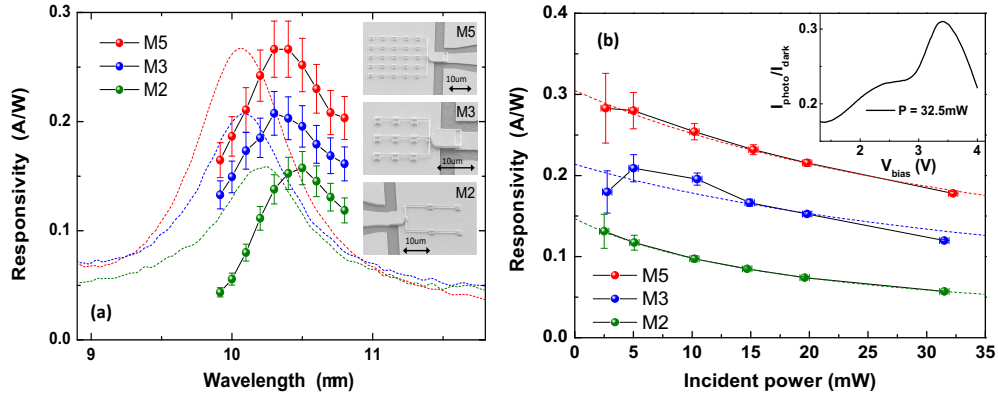 0.3
0.2
0.1
0.0
Responsivity (A/W)
M5
M3
M2
M5
10um
M3
10um
M2
10um
(a)
9
10
11
Wavelength (mm)
0.4
0.3
0.2
0.1
0.0
Responsivity (A/W)
(b)
0.3
0.2
I photo/I dark
P = 32.5mW
2
3
4
Vbias (V)
M5
M3
M2
0
5
10
15
20
25
30
35
Incident power (mW)